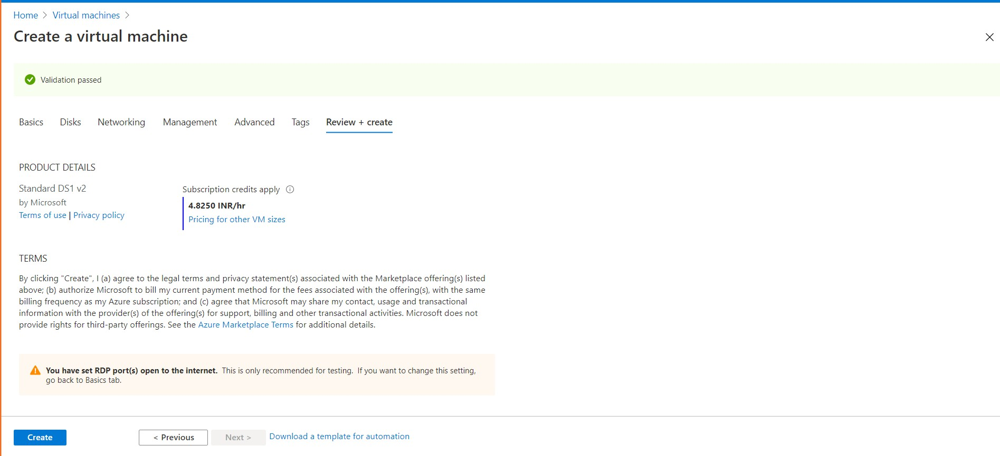 Home > Virtual machines >
Create a virtual machine
Validation passed
Basics Disks Networking Management Advanced Tags Review + create
PRODUCT DETAILS
Standard DS1 v2
by Microsoft
Terms of use | Privacy policy
Subscription credits apply
4.8250 INR/hr
Pricing for other VM sizes
TERMS
By clicking "Create", I (a) agree to the legal terms and privacy statement(s) associated with the Marketplace offering(s) listed
above; (b) authorize Microsoft to bill my current payment method for the fees associated with the offering(s), with the same
billing frequency as my Azure subscription; and (c) agree that Microsoft may share my contact, usage and transactional
information with the provider(s) of the offering(s) for support, billing and other transactional activities. Microsoft does not
provide rights for third-party offerings. See the Azure Marketplace Terms for additional details.
You have set RDP port(s) open to the internet. This is only recommended for testing. If you want to change this setting,
go back to Basics tab.
Create < Previous Next > Download a template for automation